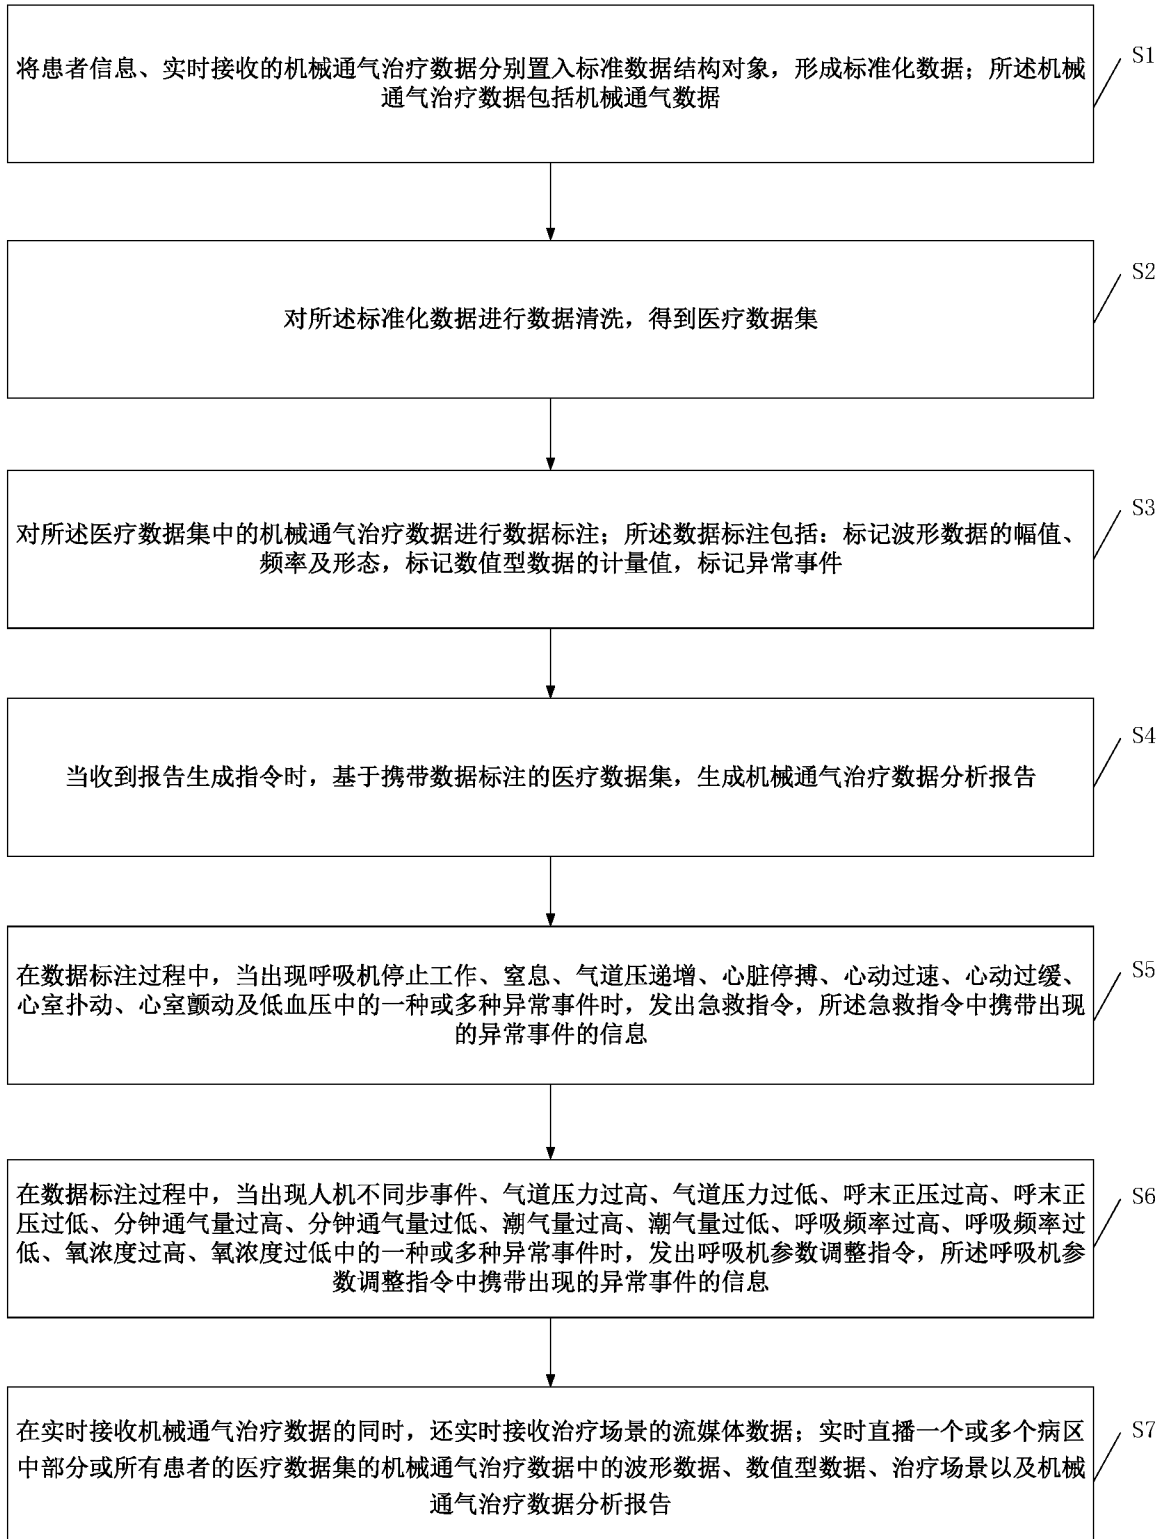 将患者信息、实时接收的机械通气治疗数据分别置入标准数据结构对象，形成标准化数据；所述机械
通气治疗数据包括机械通气数据
S1
对所述标准化数据进行数据清洗，得到医疗数据集
S2
对所述医疗数据集中的机械通气治疗数据进行数据标注；所述数据标注包括：标记波形数据的幅值、
频率及形态，标记数值型数据的计量值，标记异常事件
S3
当收到报告生成指令时，基于携带数据标注的医疗数据集，生成机械通气治疗数据分析报告
S4
在数据标注过程中，当出现呼吸机停止工作、窒息、气道压递增、心脏停搏、心动过速、心动过缓、
心室扑动、心室颤动及低血压中的一种或多种异常事件时，发出急救指令，所述急救指令中携带出现
的异常事件的信息
S5
在数据标注过程中，当出现人机不同步事件、气道压力过高、气道压力过低、呼末正压过高、呼末正
压过低、分钟通气量过高、分钟通气量过低、潮气量过高、潮气量过低、呼吸频率过高、呼吸频率过
低、氧浓度过高、氧浓度过低中的一种或多种异常事件时，发出呼吸机参数调整指令，所述呼吸机参
数调整指令中携带出现的异常事件的信息
S6
在实时接收机械通气治疗数据的同时，还实时接收治疗场景的流媒体数据；实时直播一个或多个病区
中部分或所有患者的医疗数据集的机械通气治疗数据中的波形数据、数值型数据、治疗场景以及机械
通气治疗数据分析报告
S7